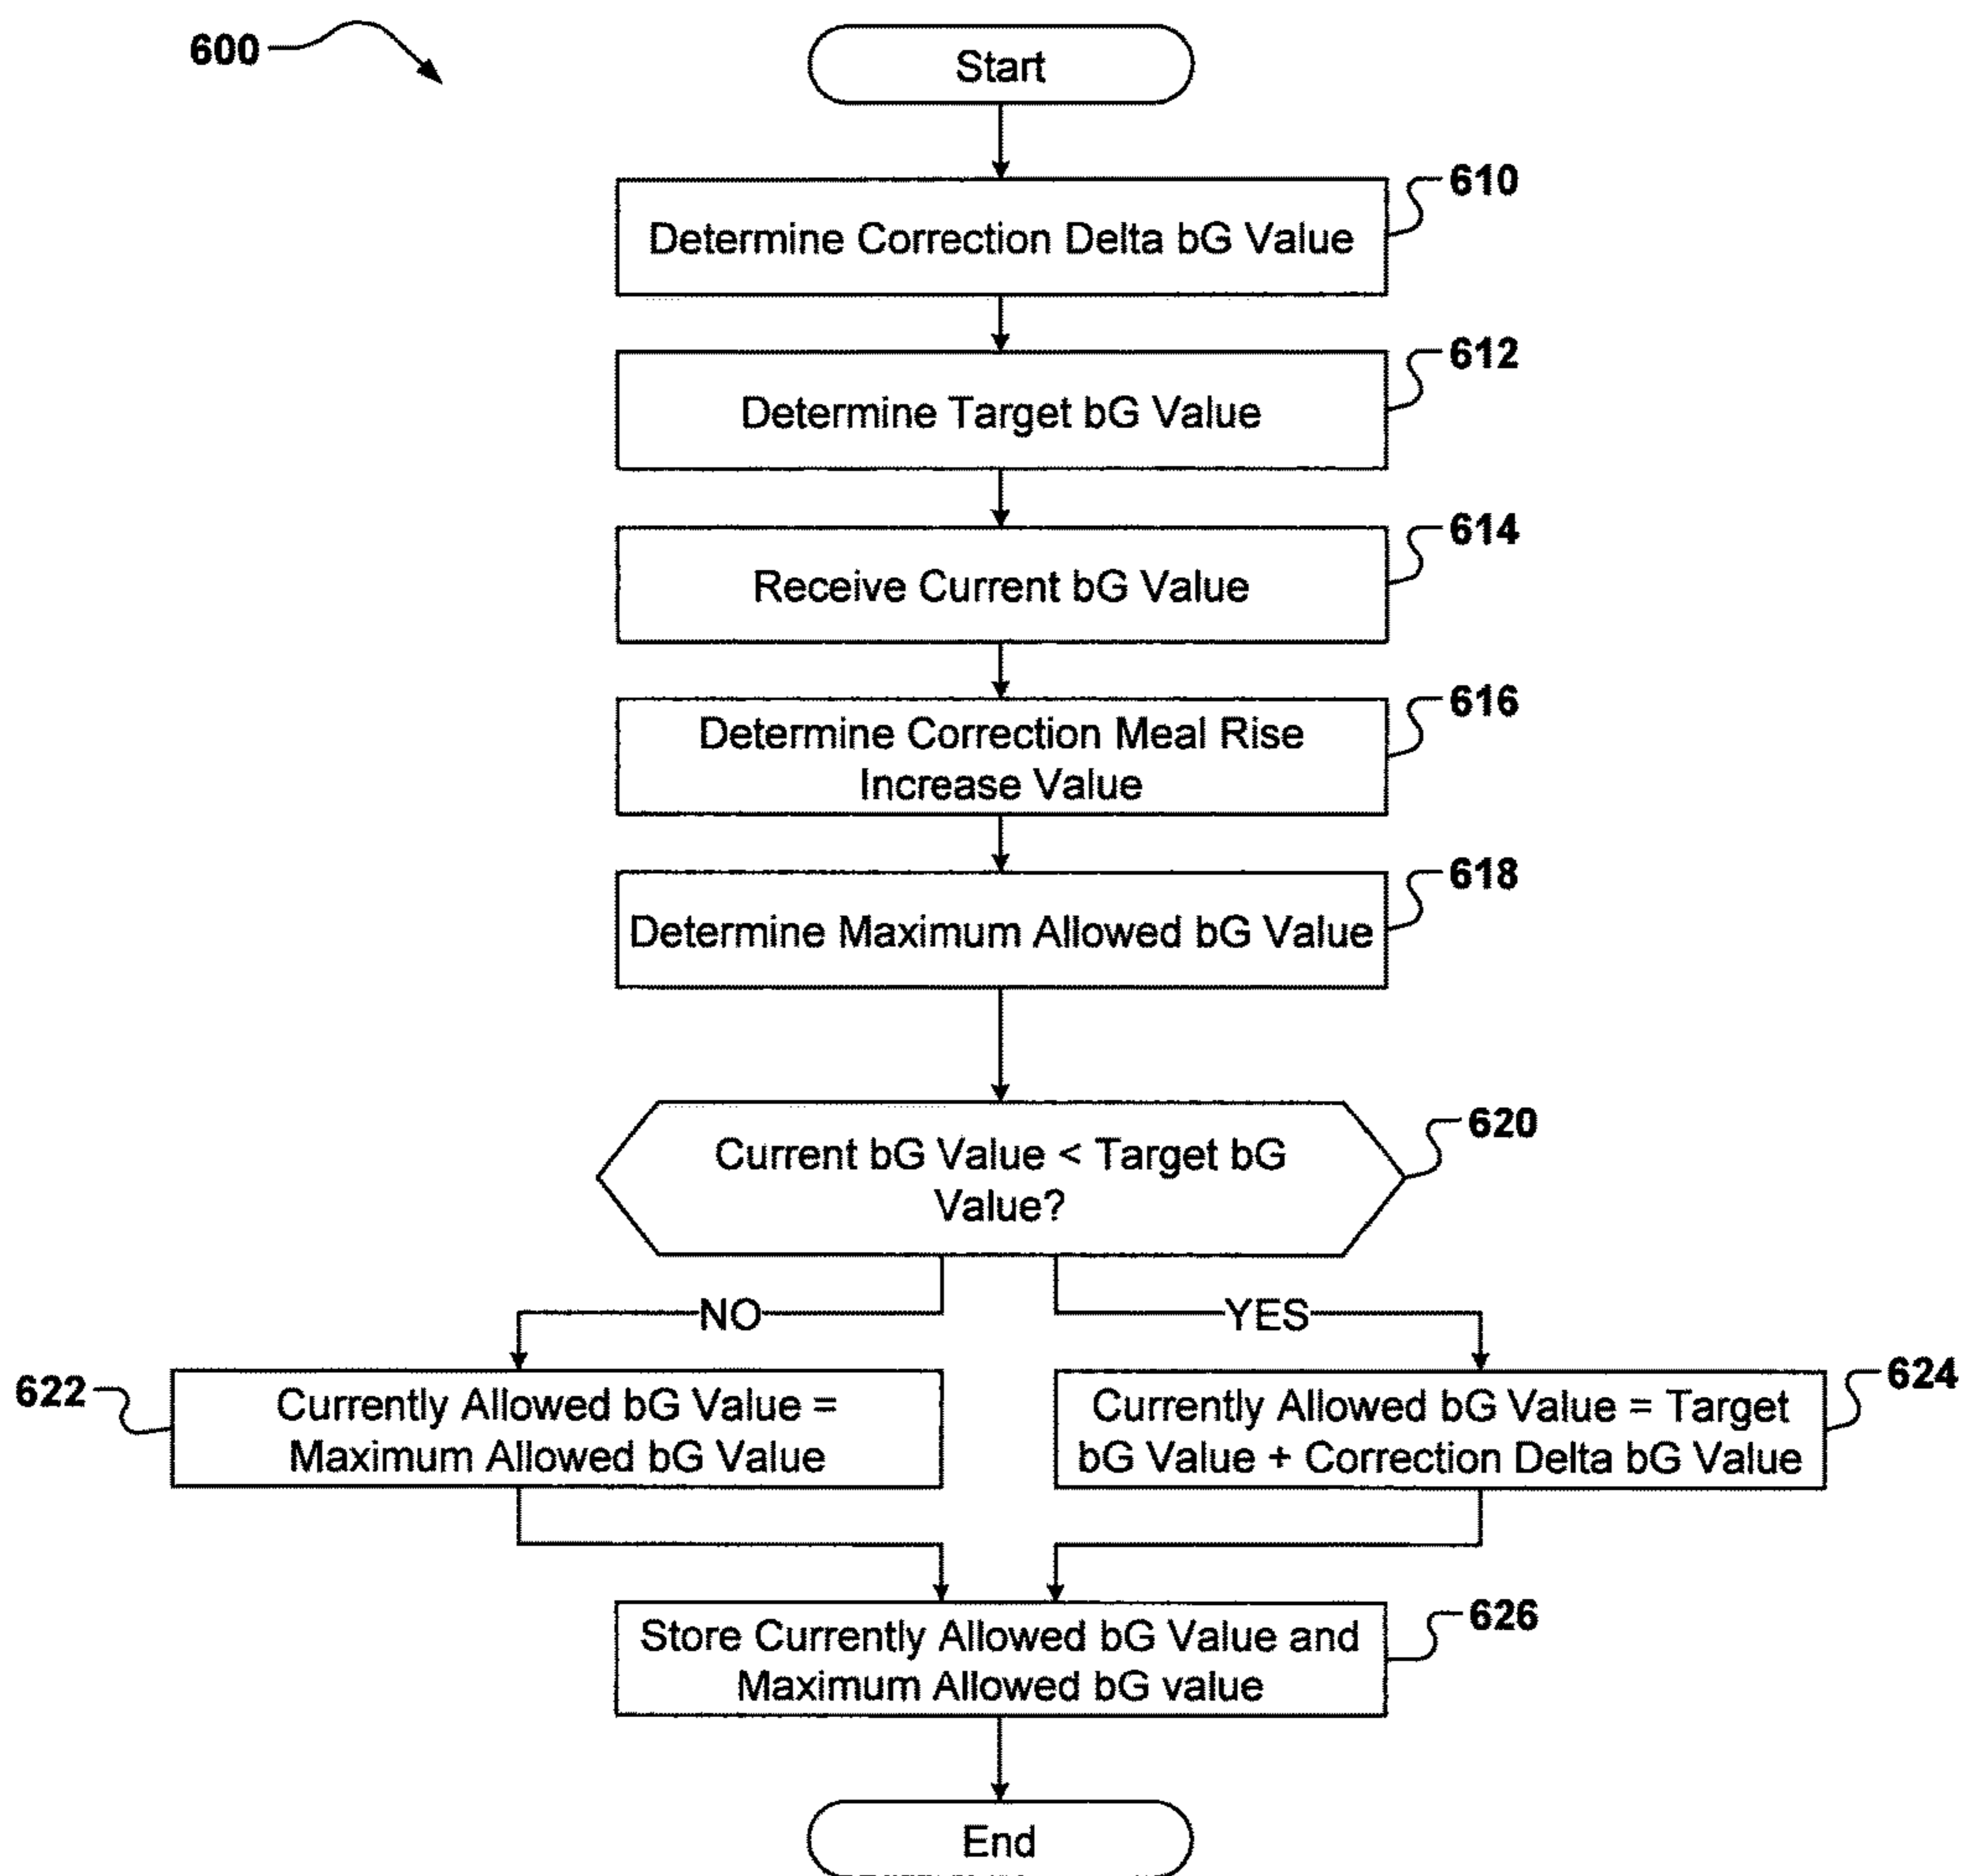 600
Start
610
Determine Correction Delta bG Value
612
Determine Target bG Value
614
Receive Current bG Value
616
Determine Correction Meal Rise
Increase Value
618
Determine Maximum Allowed bG Value
620
Current bG Value < Target bG
Value?
NO
YES
622
Currently Allowed bG Value =
Maximum Allowed bG Value
624
Currently Allowed bG Value = Target
bG Value + Correction Delta bG Value
626
Store Currently Allowed bG Value and
Maximum Allowed bG value
End